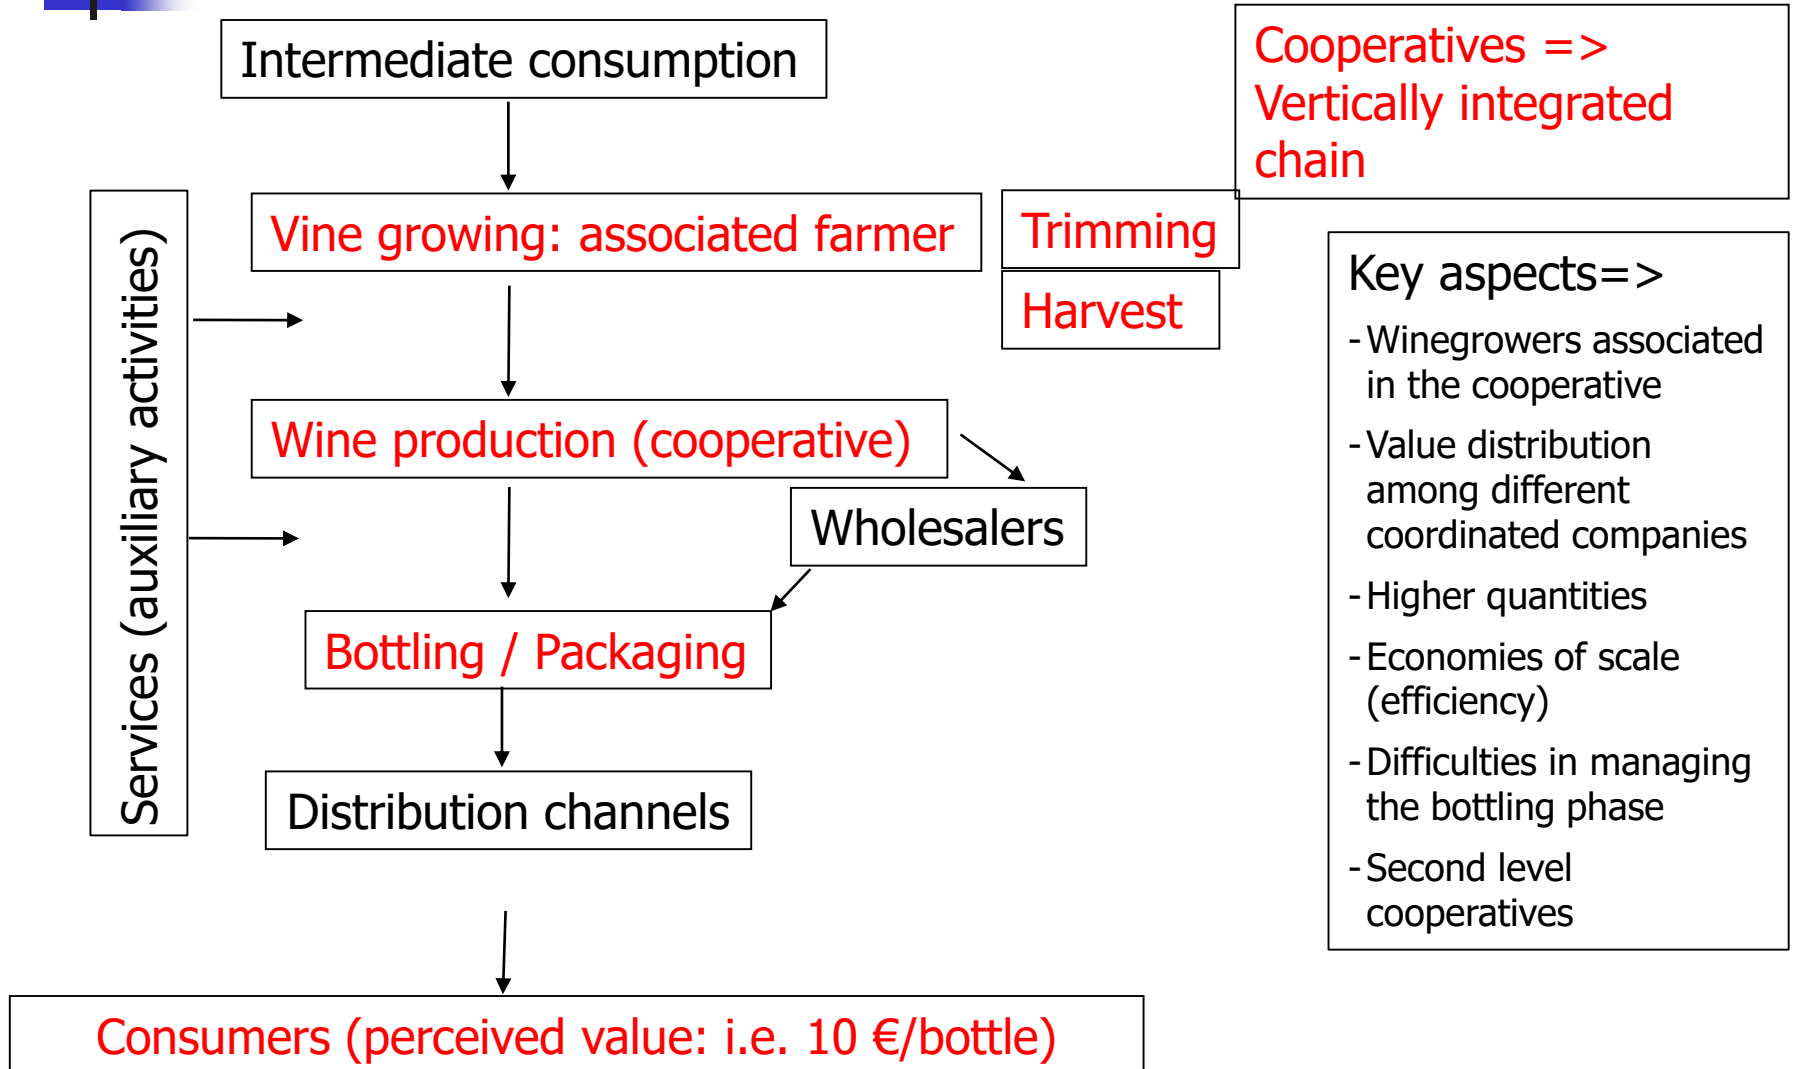 Intermediate consumption
Cooperatives =>
Vertically integrated
chain
Services (auxiliary activities)
Vine growing: associated farmer
Trimming
Harvest
Wine production (cooperative)
Wholesalers
Bottling / Packaging
Distribution channels
Consumers (perceived value: i.e. 10 €/bottle)
Key aspects=>
- Winegrowers associated
in the cooperative
- Value distribution
among different
coordinated companies
- Higher quantities
- Economies of scale
(efficiency)
- Difficulties in managing
the bottling phase
- Second level
cooperatives